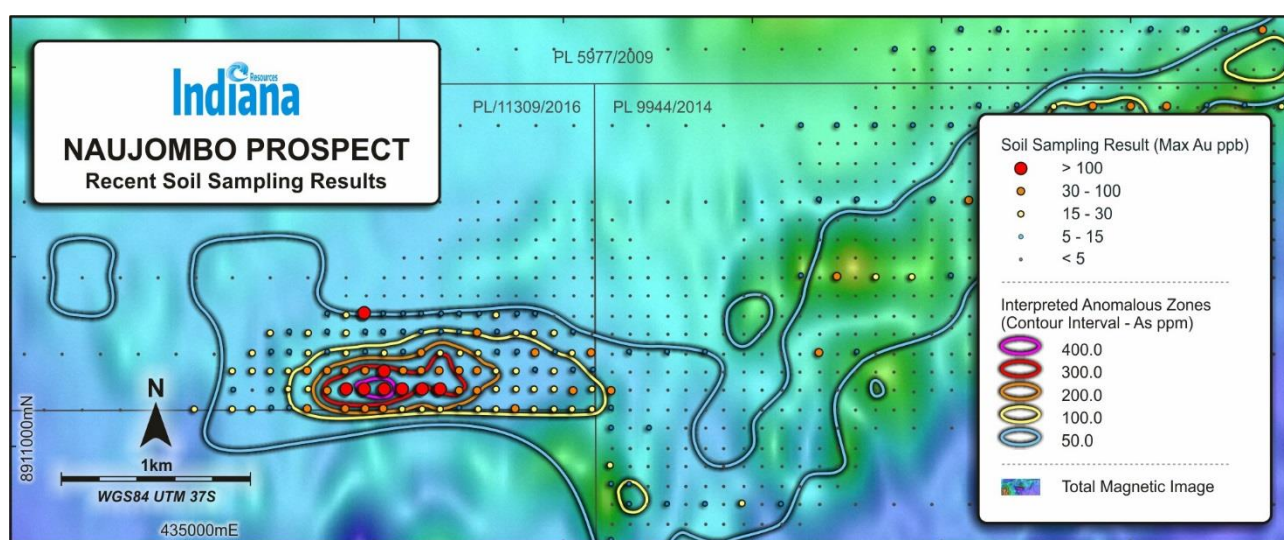 Indiana
Resources
NAUJOMBO PROSPECT
Recent Soil Sampling Results
PL 5977/2009
PL/11309/2016
PL 9944/2014
Soil Sampling Result (Max Au ppb)
> 100
30 - 100
15 - 30
5 - 15
< 5
Interpreted Anomalous Zones
(Contour Interval - As ppm)
400.0
300.0
200.0
100.0
50.0
Total Magnetic Image
N
1km
WGS84 UTM 37S
8911000mN
435000mE